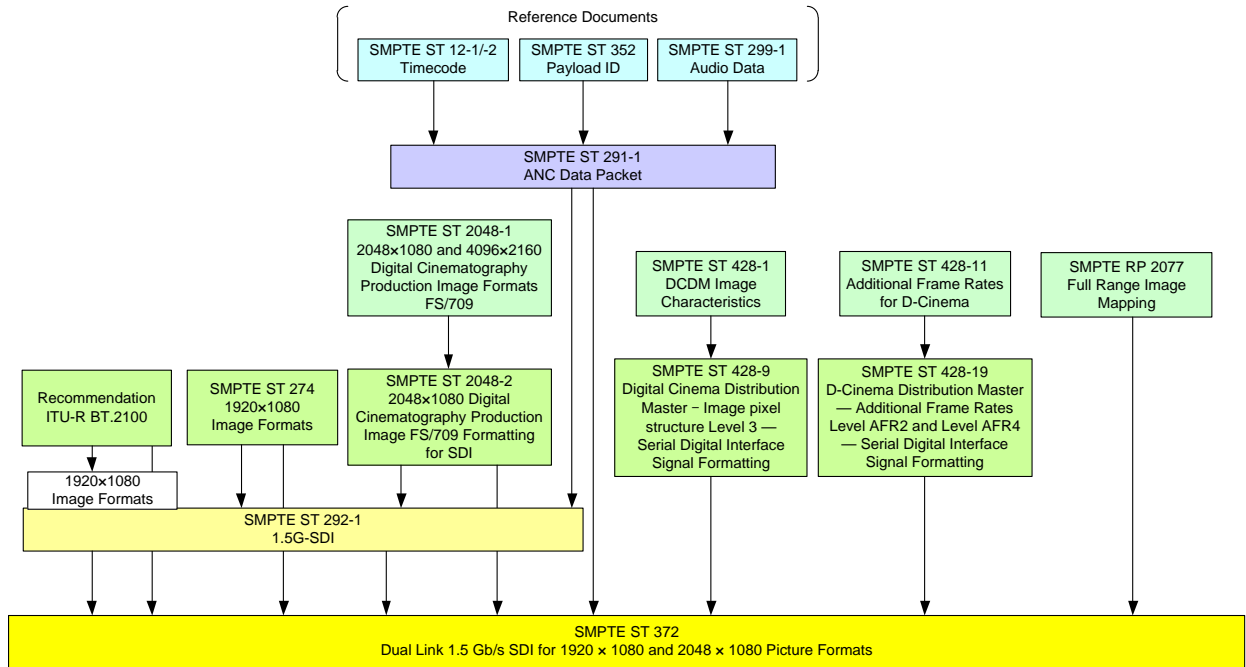 Reference Documents
SMPTE ST 12-1/-2
Timecode
SMPTE ST 352
Payload ID
SMPTE ST 299-1
Audio Data
SMPTE ST 291-1
ANC Data Packet
SMPTE ST 2048-1
2048×1080 and 4096×2160
Digital Cinematography
Production Image Formats
FS/709
SMPTE ST 428-1
DCDM Image
Characteristics
SMPTE ST 428-11
Additional Frame Rates
for D-Cinema
SMPTE RP 2077
Full Range Image
Mapping
Recommendation
ITU-R BT.2100
SMPTE ST 274
1920×1080
Image Formats
SMPTE ST 2048-2
2048×1080 Digital
Cinematography Production
Image FS/709 Formatting
for SDI
SMPTE ST 428-9
Digital Cinema Distribution
Master − Image pixel
structure Level 3 —
Serial Digital Interface
Signal Formatting
SMPTE ST 428-19
D-Cinema Distribution Master
— Additional Frame Rates
Level AFR2 and Level AFR4
— Serial Digital Interface
Signal Formatting
1920×1080
Image Formats
SMPTE ST 292-1
1.5G-SDI
SMPTE ST 372
Dual Link 1.5 Gb/s SDI for 1920 × 1080 and 2048 × 1080 Picture Formats